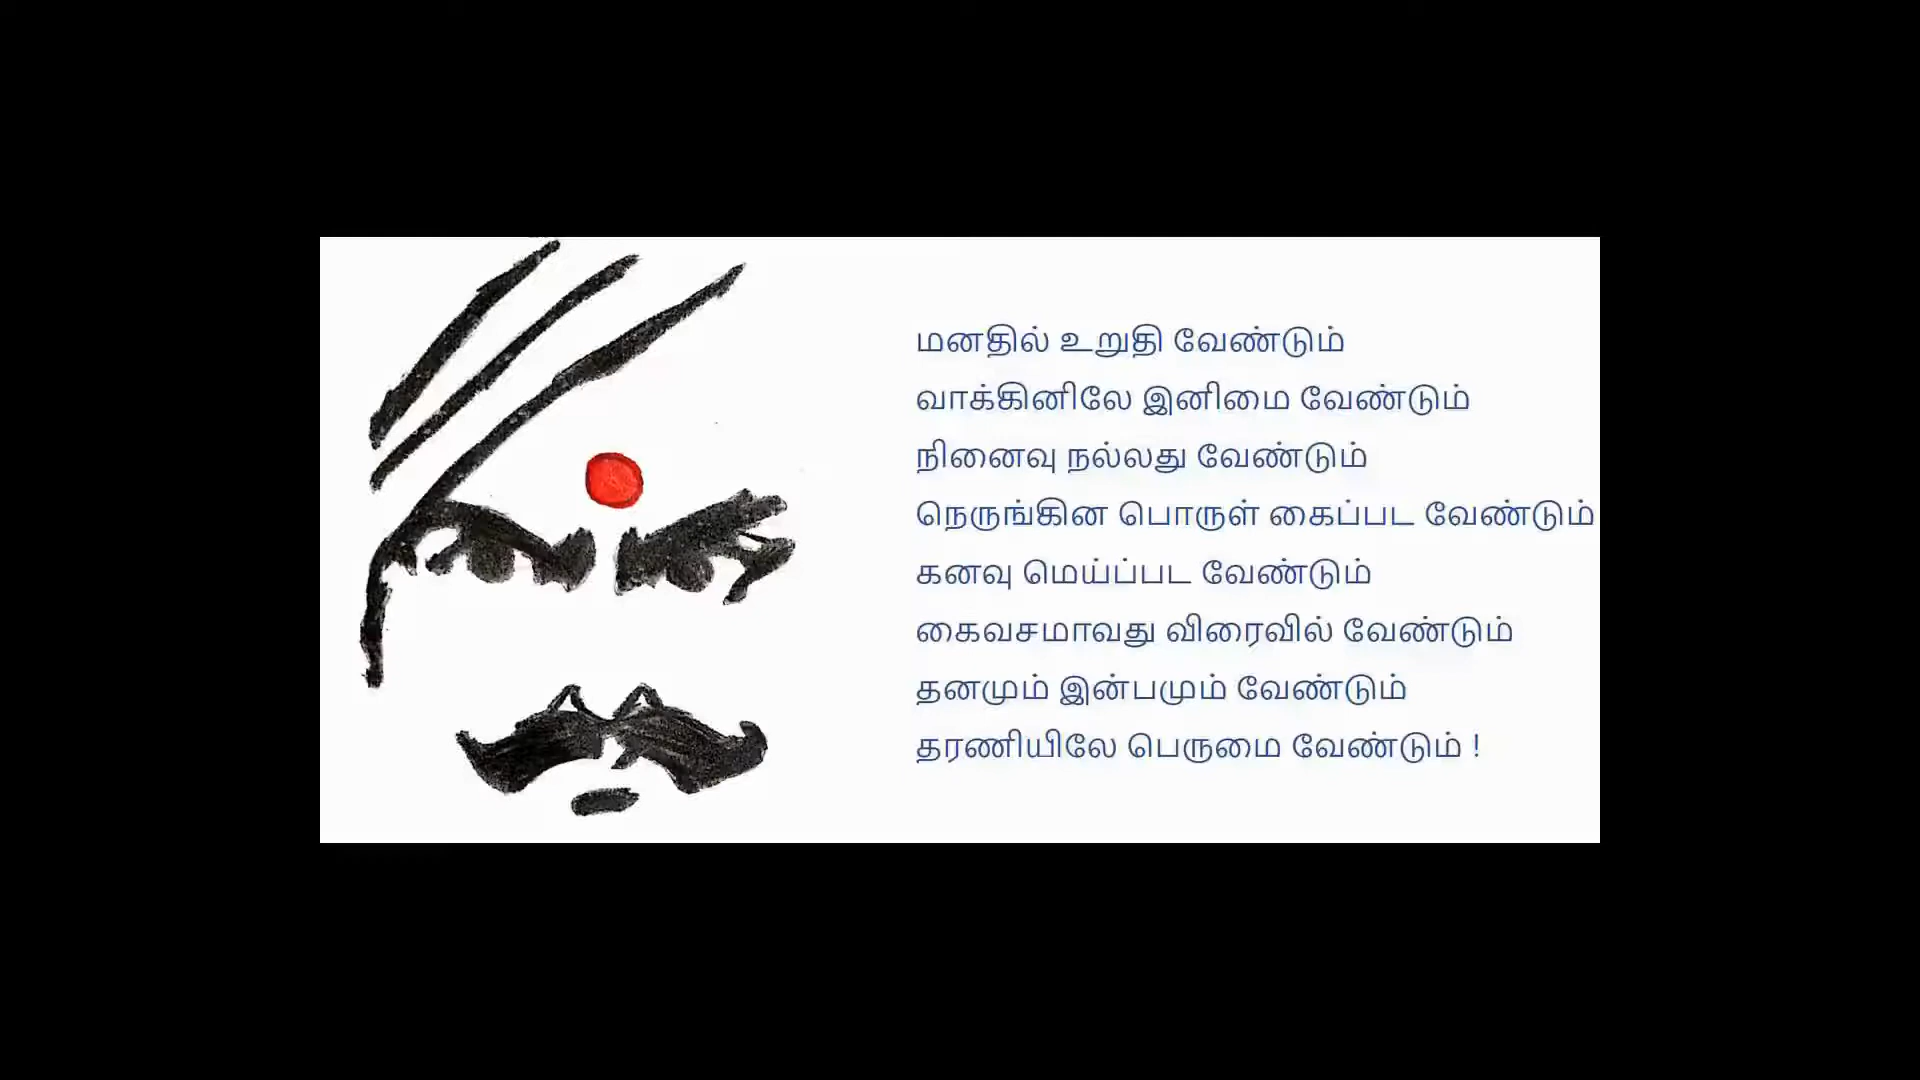 மனதில் உறுதி வேண்டும்
வாக்கினிலே இனிமை வேண்டும்
நினைவு நல்லது வேண்டும்
நெருங்கின பொருள் கைப்பட வேண்டும்
கனவு மெய்ப்பட வேண்டும்
கைவசமாவது விரைவில் வேண்டும்
தனமும் இன்பமும் வேண்டும்
தரணியிலே பெருமை வேண்டும் !